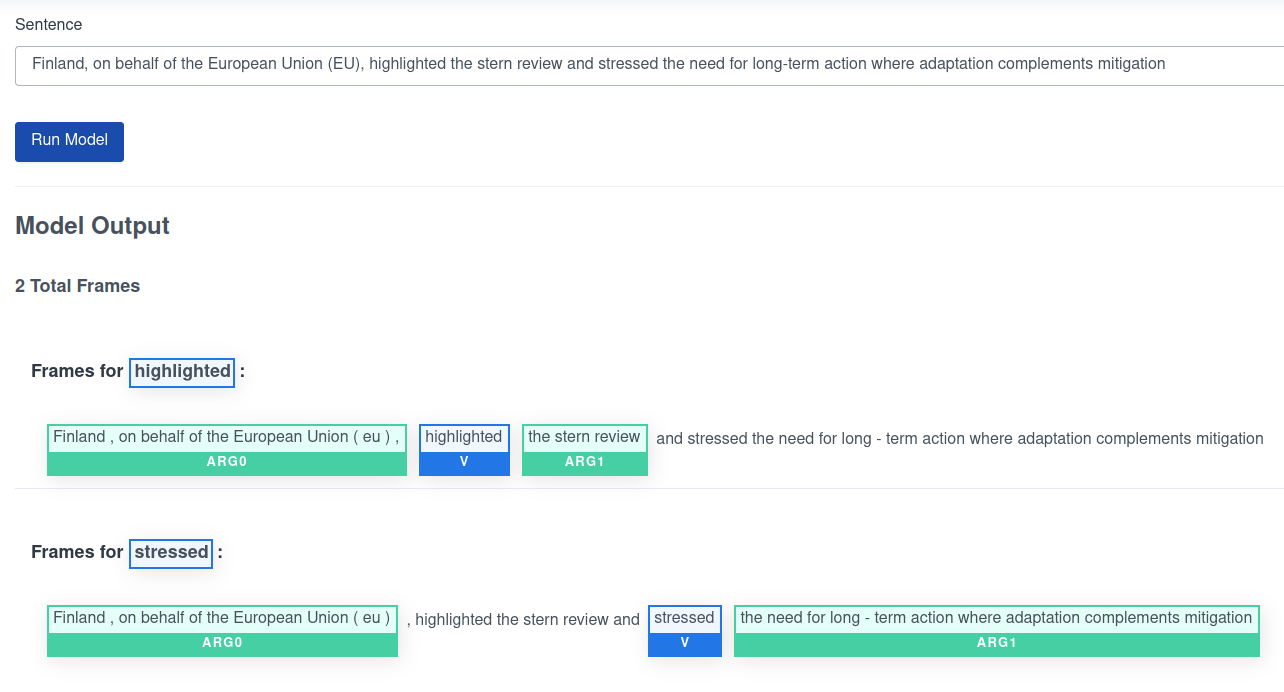 Sentence
Finland, on behalf of the European Union (EU), highlighted the stern review and stressed the need for long-term action where adaptation complements mitigation
Run Model
Model Output
2 Total Frames
Frames for highlighted :
Finland , on behalf of the European Union ( eu ) , highlighted the stern review and stressed the need for long - term action where adaptation complements mitigation
ARG0 V ARG1
Frames for stressed :
Finland , on behalf of the European Union ( eu ) , highlighted the stern review and stressed the need for long - term action where adaptation complements mitigation
ARG0 V ARG1